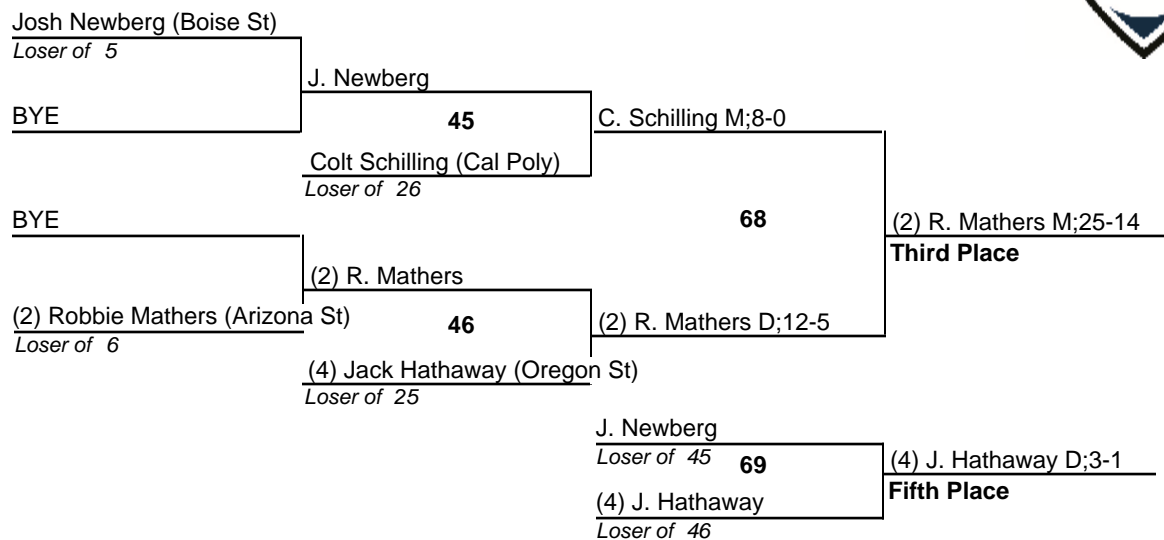 Josh Newberg (Boise St)
Loser of 5
J. Newberg
BYE
45
C. Schilling M;8-0
Colt Schilling (Cal Poly)
Loser of 26
BYE
68
(2) R. Mathers M;25-14
Third Place
(2) R. Mathers
(2) Robbie Mathers (Arizona St)
46
(2) R. Mathers D;12-5
Loser of 6
(4) Jack Hathaway (Oregon St)
Loser of 25
J. Newberg
Loser of 45
69
(4) J. Hathaway D;3-1
Fifth Place
(4) J. Hathaway
Loser of 46